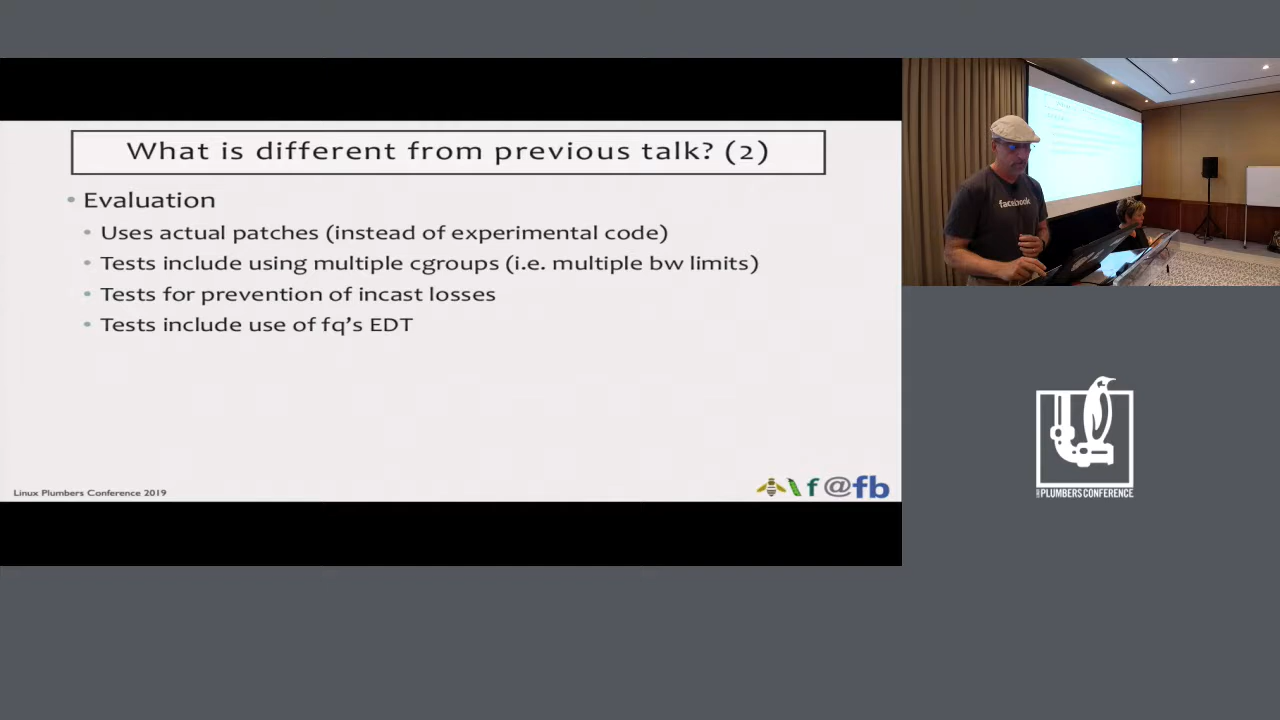 What is different from previous talk? (2)
• Evaluation
• Uses actual patches (instead of experimental code)
• Tests include using multiple cgroups (i.e. multiple bw limits)
• Tests for prevention of incast losses
• Tests include use of fq's EDT
Linux Plumbers Conference 2019
f@fb
facebook
PLUMBERS CONFERENCE